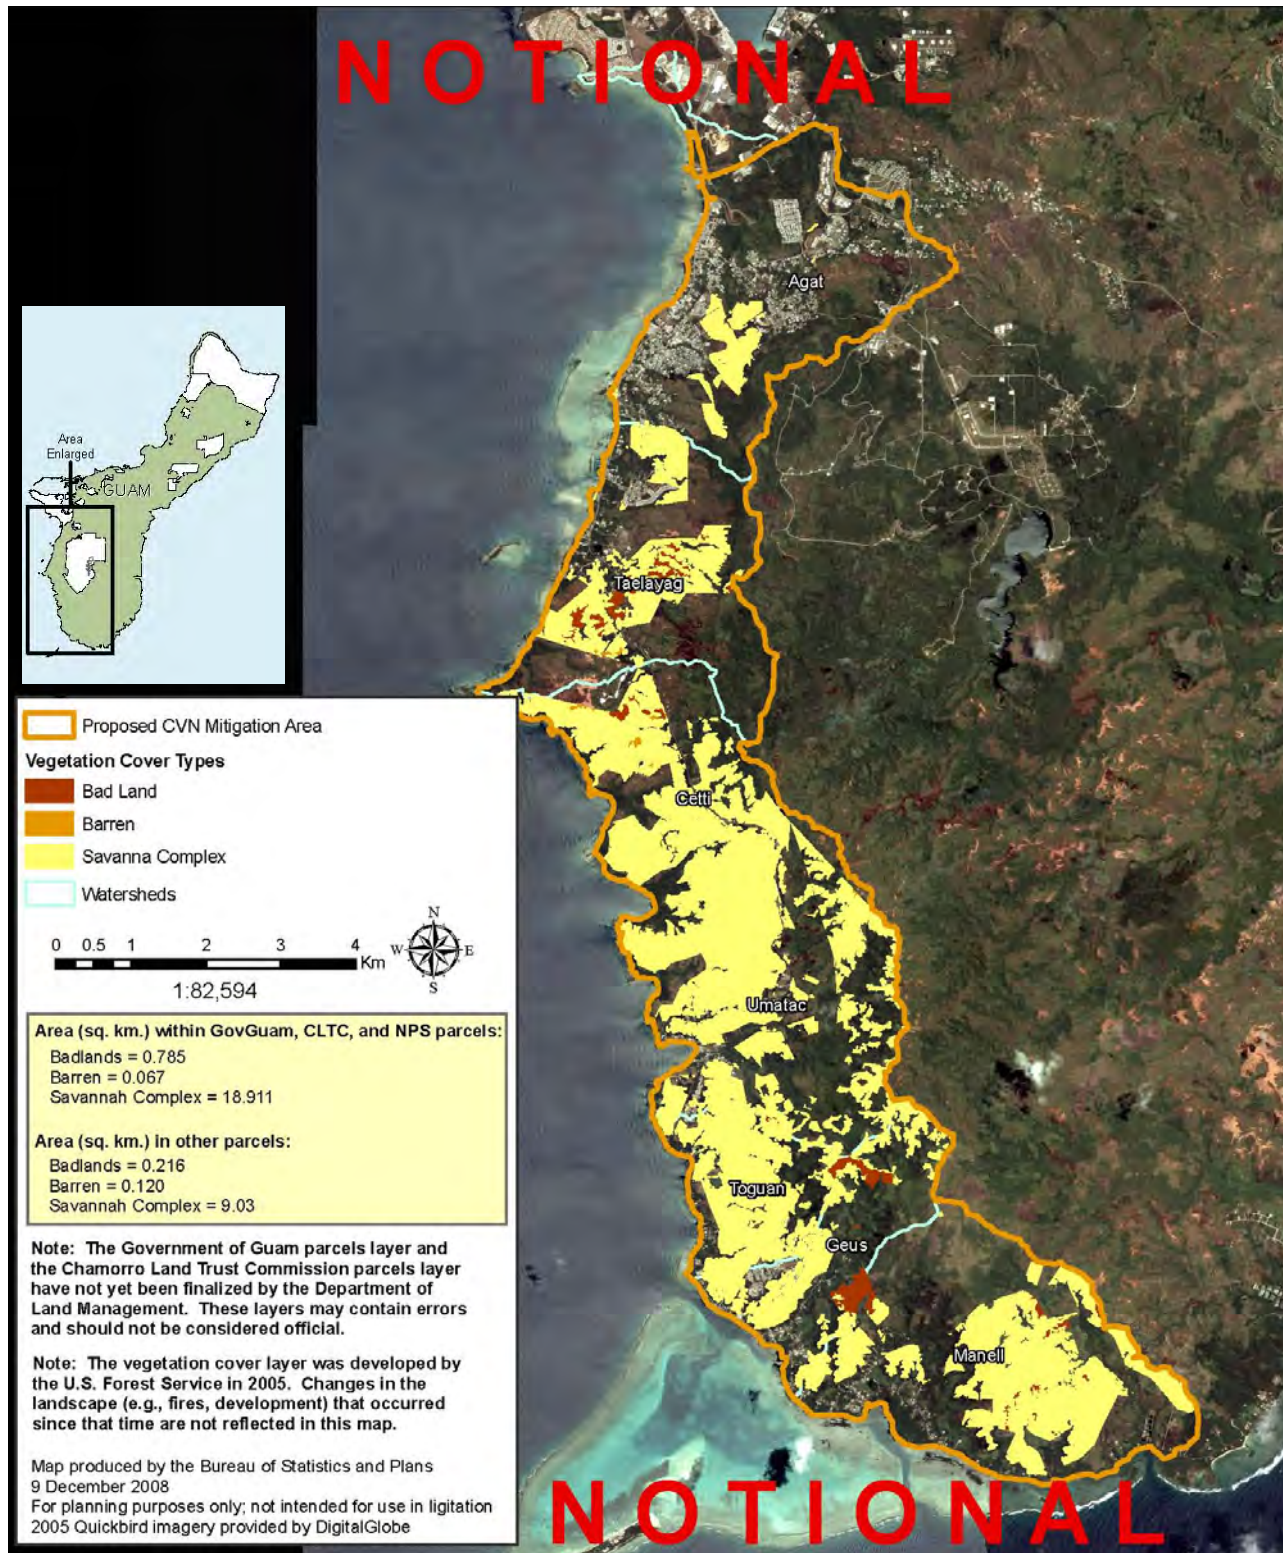 NOTIONAL
Agat
Area
Enlarged
GUAM
Taelayag
Proposed CVN Mitigation Area
Vegetation Cover Types
Bad Land
Barren
Savanna Complex
Watersheds
Cetti
N
W E
S
0 0.5 1 2 3 4
Km
1:82,594
Umatac
Area (sq. km.) within GovGuam, CLTC, and NPS parcels:
Badlands = 0.785
Barren = 0.067
Savannah Complex = 18.911
Area (sq. km.) in other parcels:
Badlands = 0.216
Barren = 0.120
Savannah Complex = 9.03
Toguan
Geus
Manell
Note: The Government of Guam parcels layer and
the Chamorro Land Trust Commission parcels layer
have not yet been finalized by the Department of
Land Management. These layers may contain errors
and should not be considered official.
Note: The vegetation cover layer was developed by
the U.S. Forest Service in 2005. Changes in the
landscape (e.g., fires, development) that occurred
since that time are not reflected in this map.
Map produced by the Bureau of Statistics and Plans
9 December 2008
For planning purposes only; not intended for use in ligitation
2005 Quickbird imagery provided by DigitalGlobe
NOTIONAL